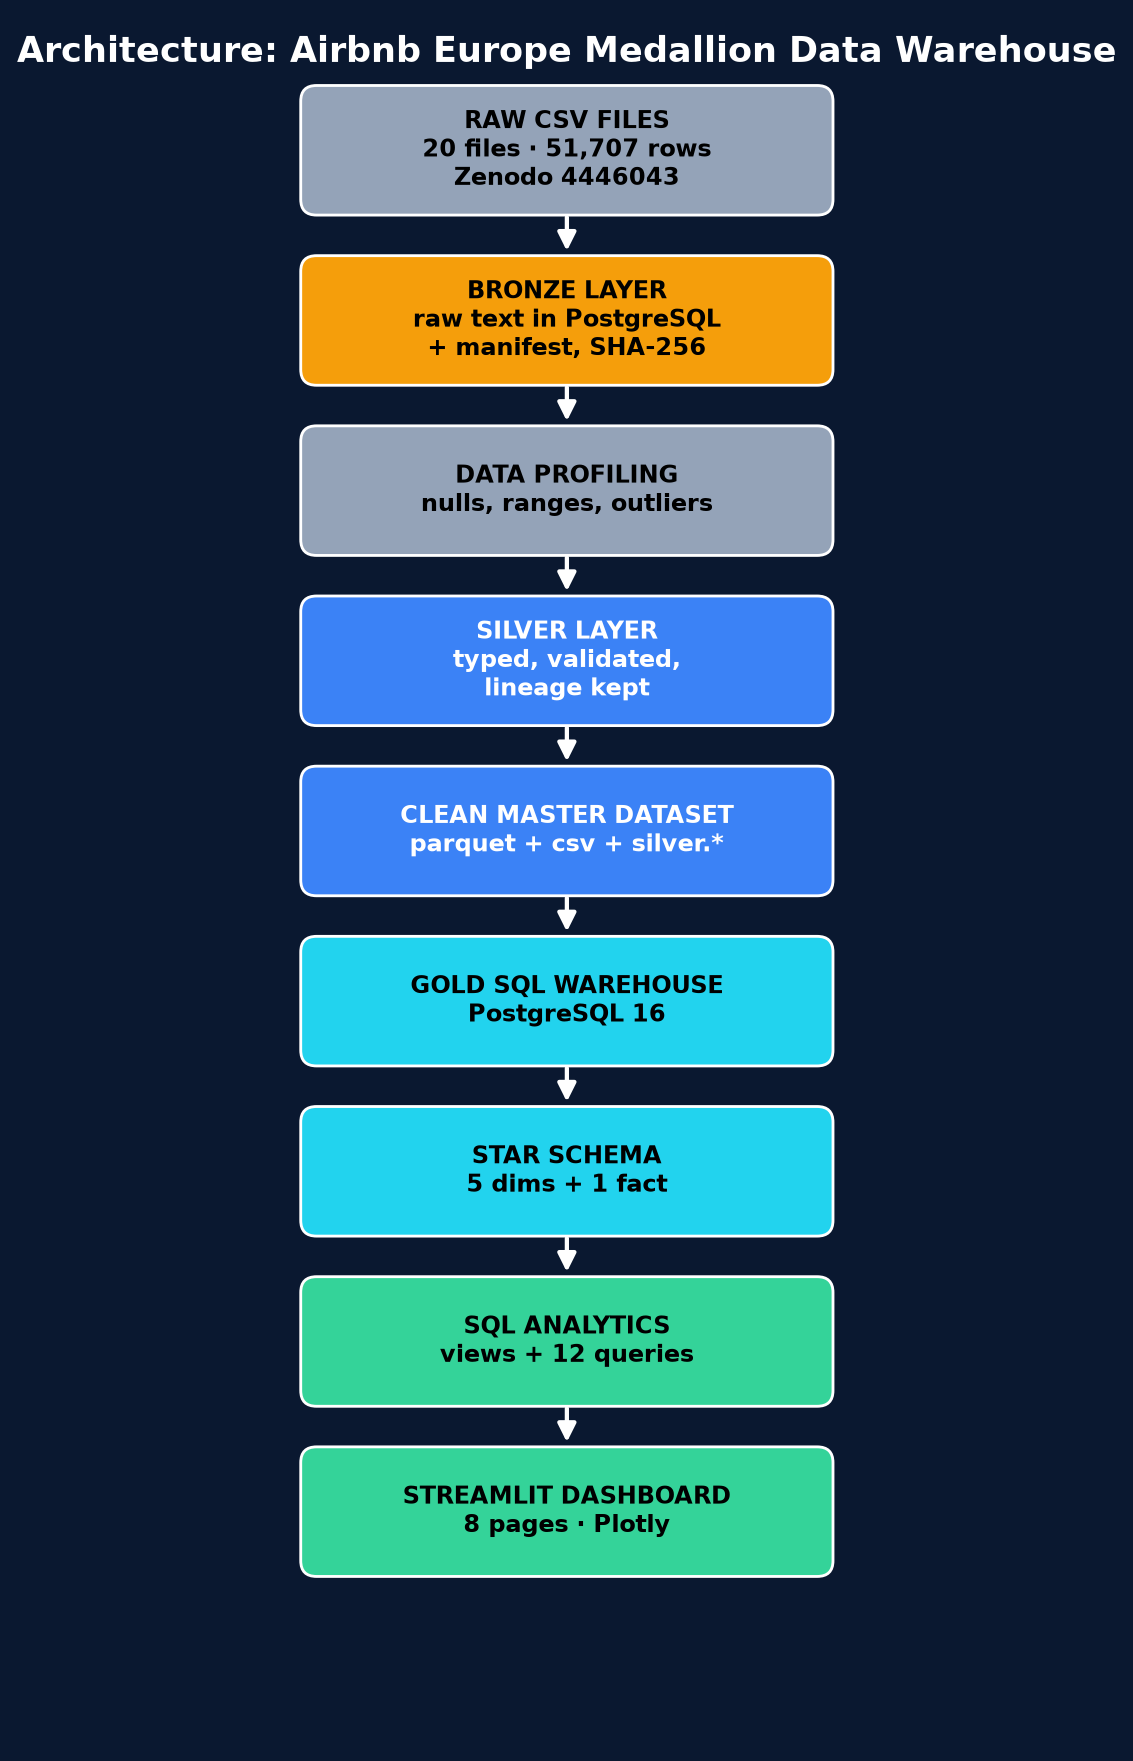 Architecture: Airbnb Europe Medallion Data Warehouse
RAW CSV FILES
20 files · 51,707 rows
Zenodo 4446043
BRONZE LAYER
raw text in PostgreSQL
+ manifest, SHA-256
DATA PROFILING
nulls, ranges, outliers
SILVER LAYER
typed, validated,
lineage kept
CLEAN MASTER DATASET
parquet + csv + silver.*
GOLD SQL WAREHOUSE
PostgreSQL 16
STAR SCHEMA
5 dims + 1 fact
SQL ANALYTICS
views + 12 queries
STREAMLIT DASHBOARD
8 pages · Plotly